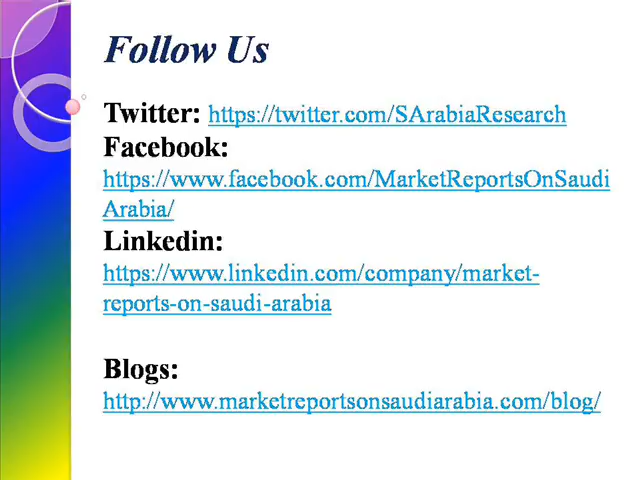 Follow Us
Twitter: https://twitter.com/SArabiaResearch
Facebook:
https://www.facebook.com/MarketReportsOnSaudi
Arabia/
Linkedin:
https://www.linkedin.com/company/market-
reports-on-saudi-arabia
Blogs:
http://www.marketreportsonsaudiarabia.com/blog/